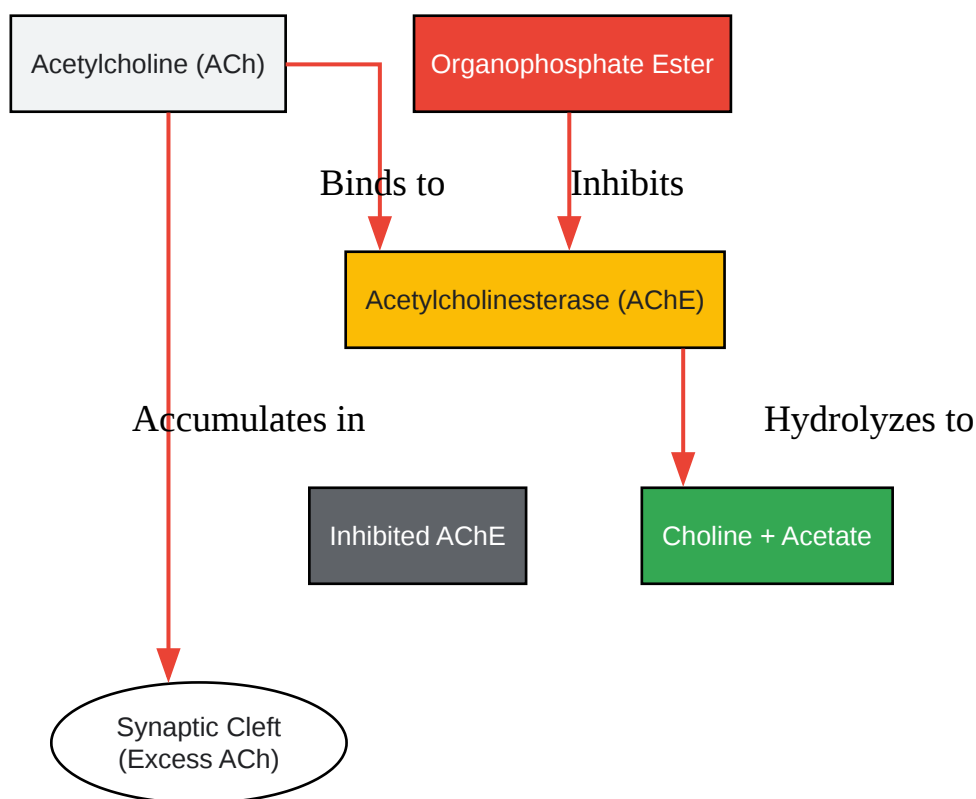 Acetylcholine (ACh)
Organophosphate Ester
Binds to
Inhibits
Acetylcholinesterase (AChE)
Accumulates in
Hydrolyzes to
Inhibited AChE
Choline + Acetate
Synaptic Cleft
(Excess ACh)